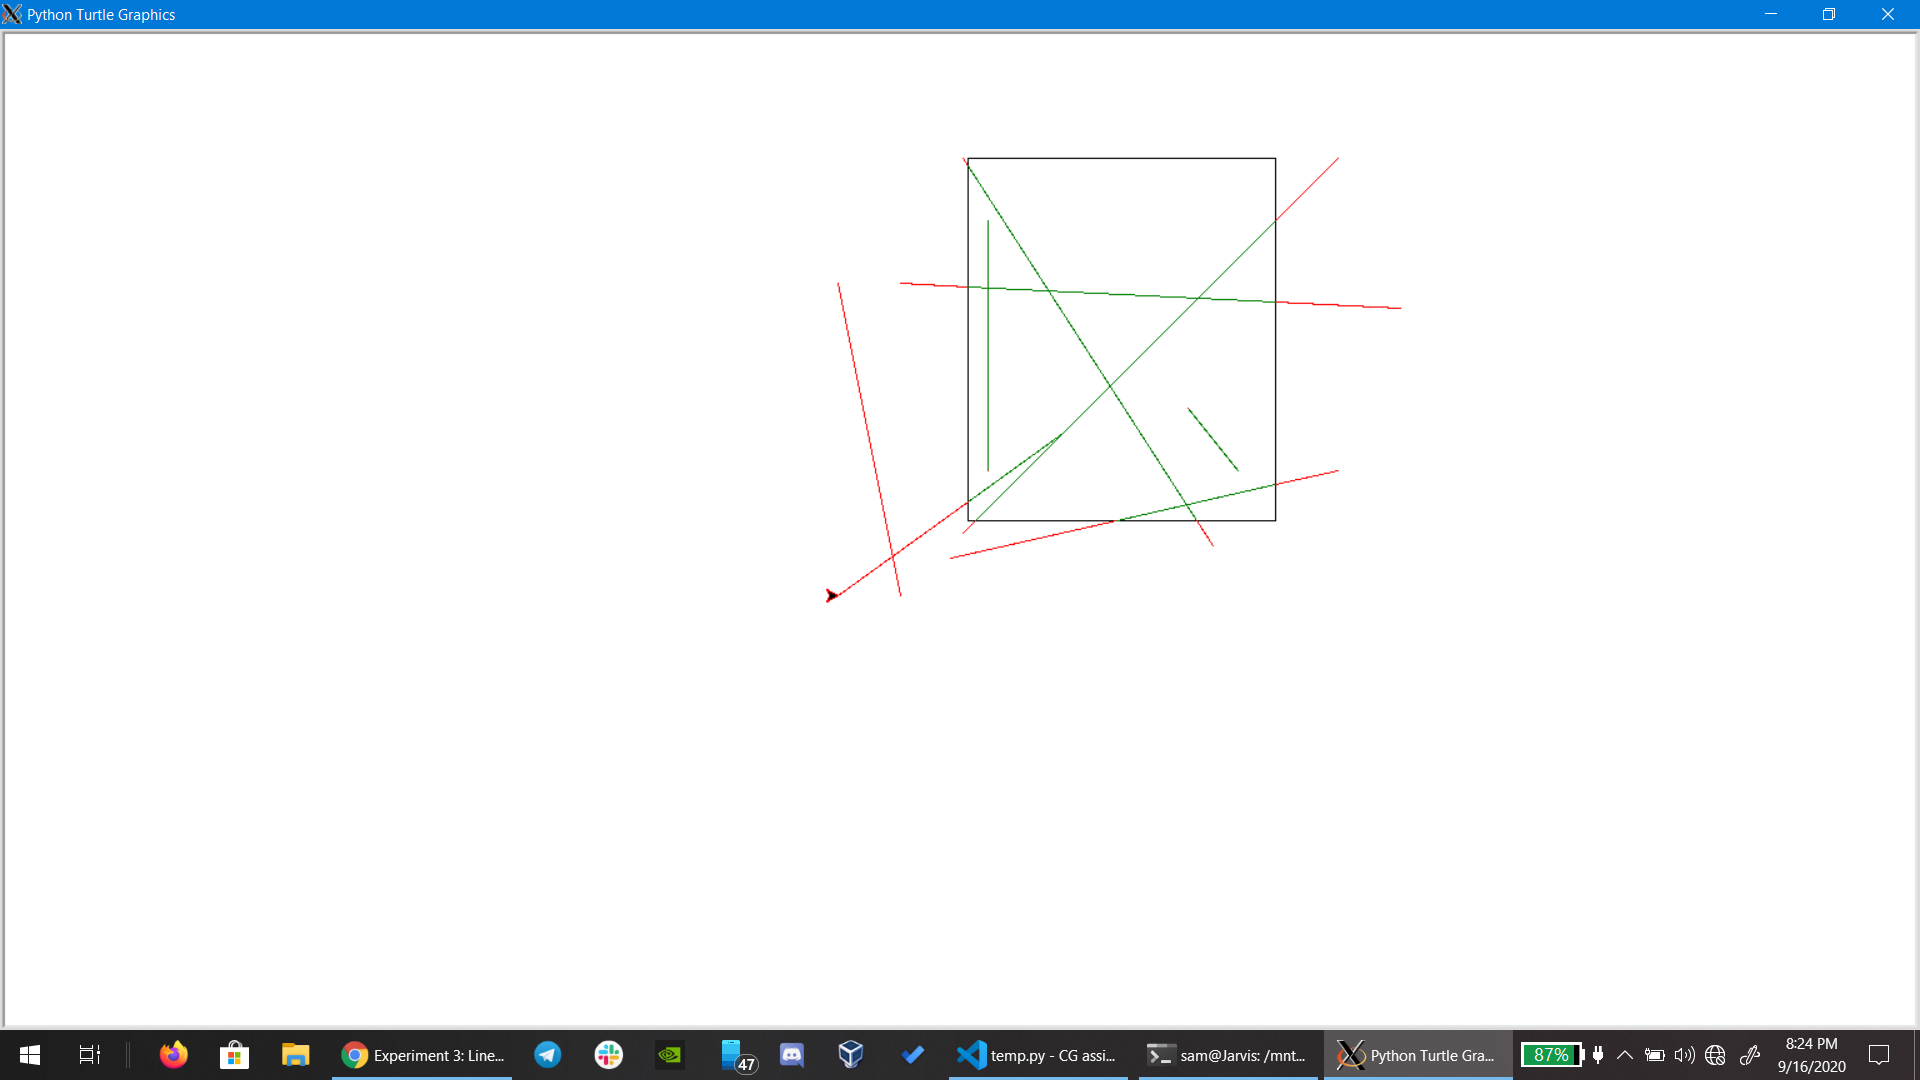 Python Turtle Graphics
Experiment 3: Line...
47
temp.py - CG assi...
sam@Jarvis: /mnt...
Python Turtle Gra...
87%
8:24 PM
9/16/2020